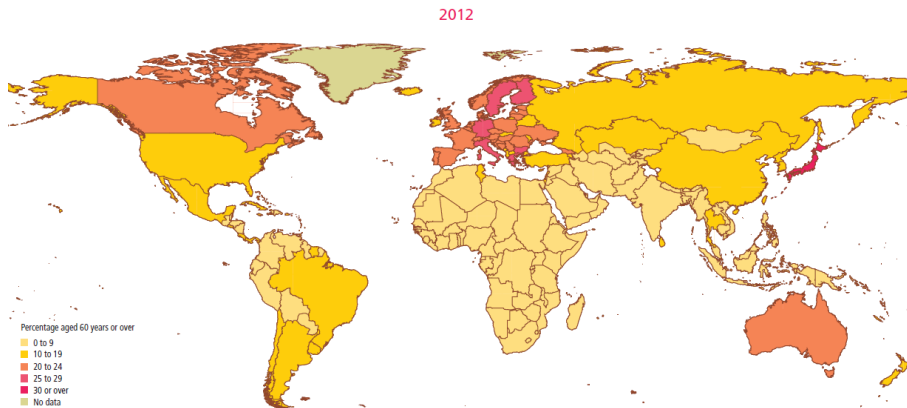 2012
Percentage aged 60 years or over
0 to 9
10 to 19
20 to 24
25 to 29
30 or over
No data